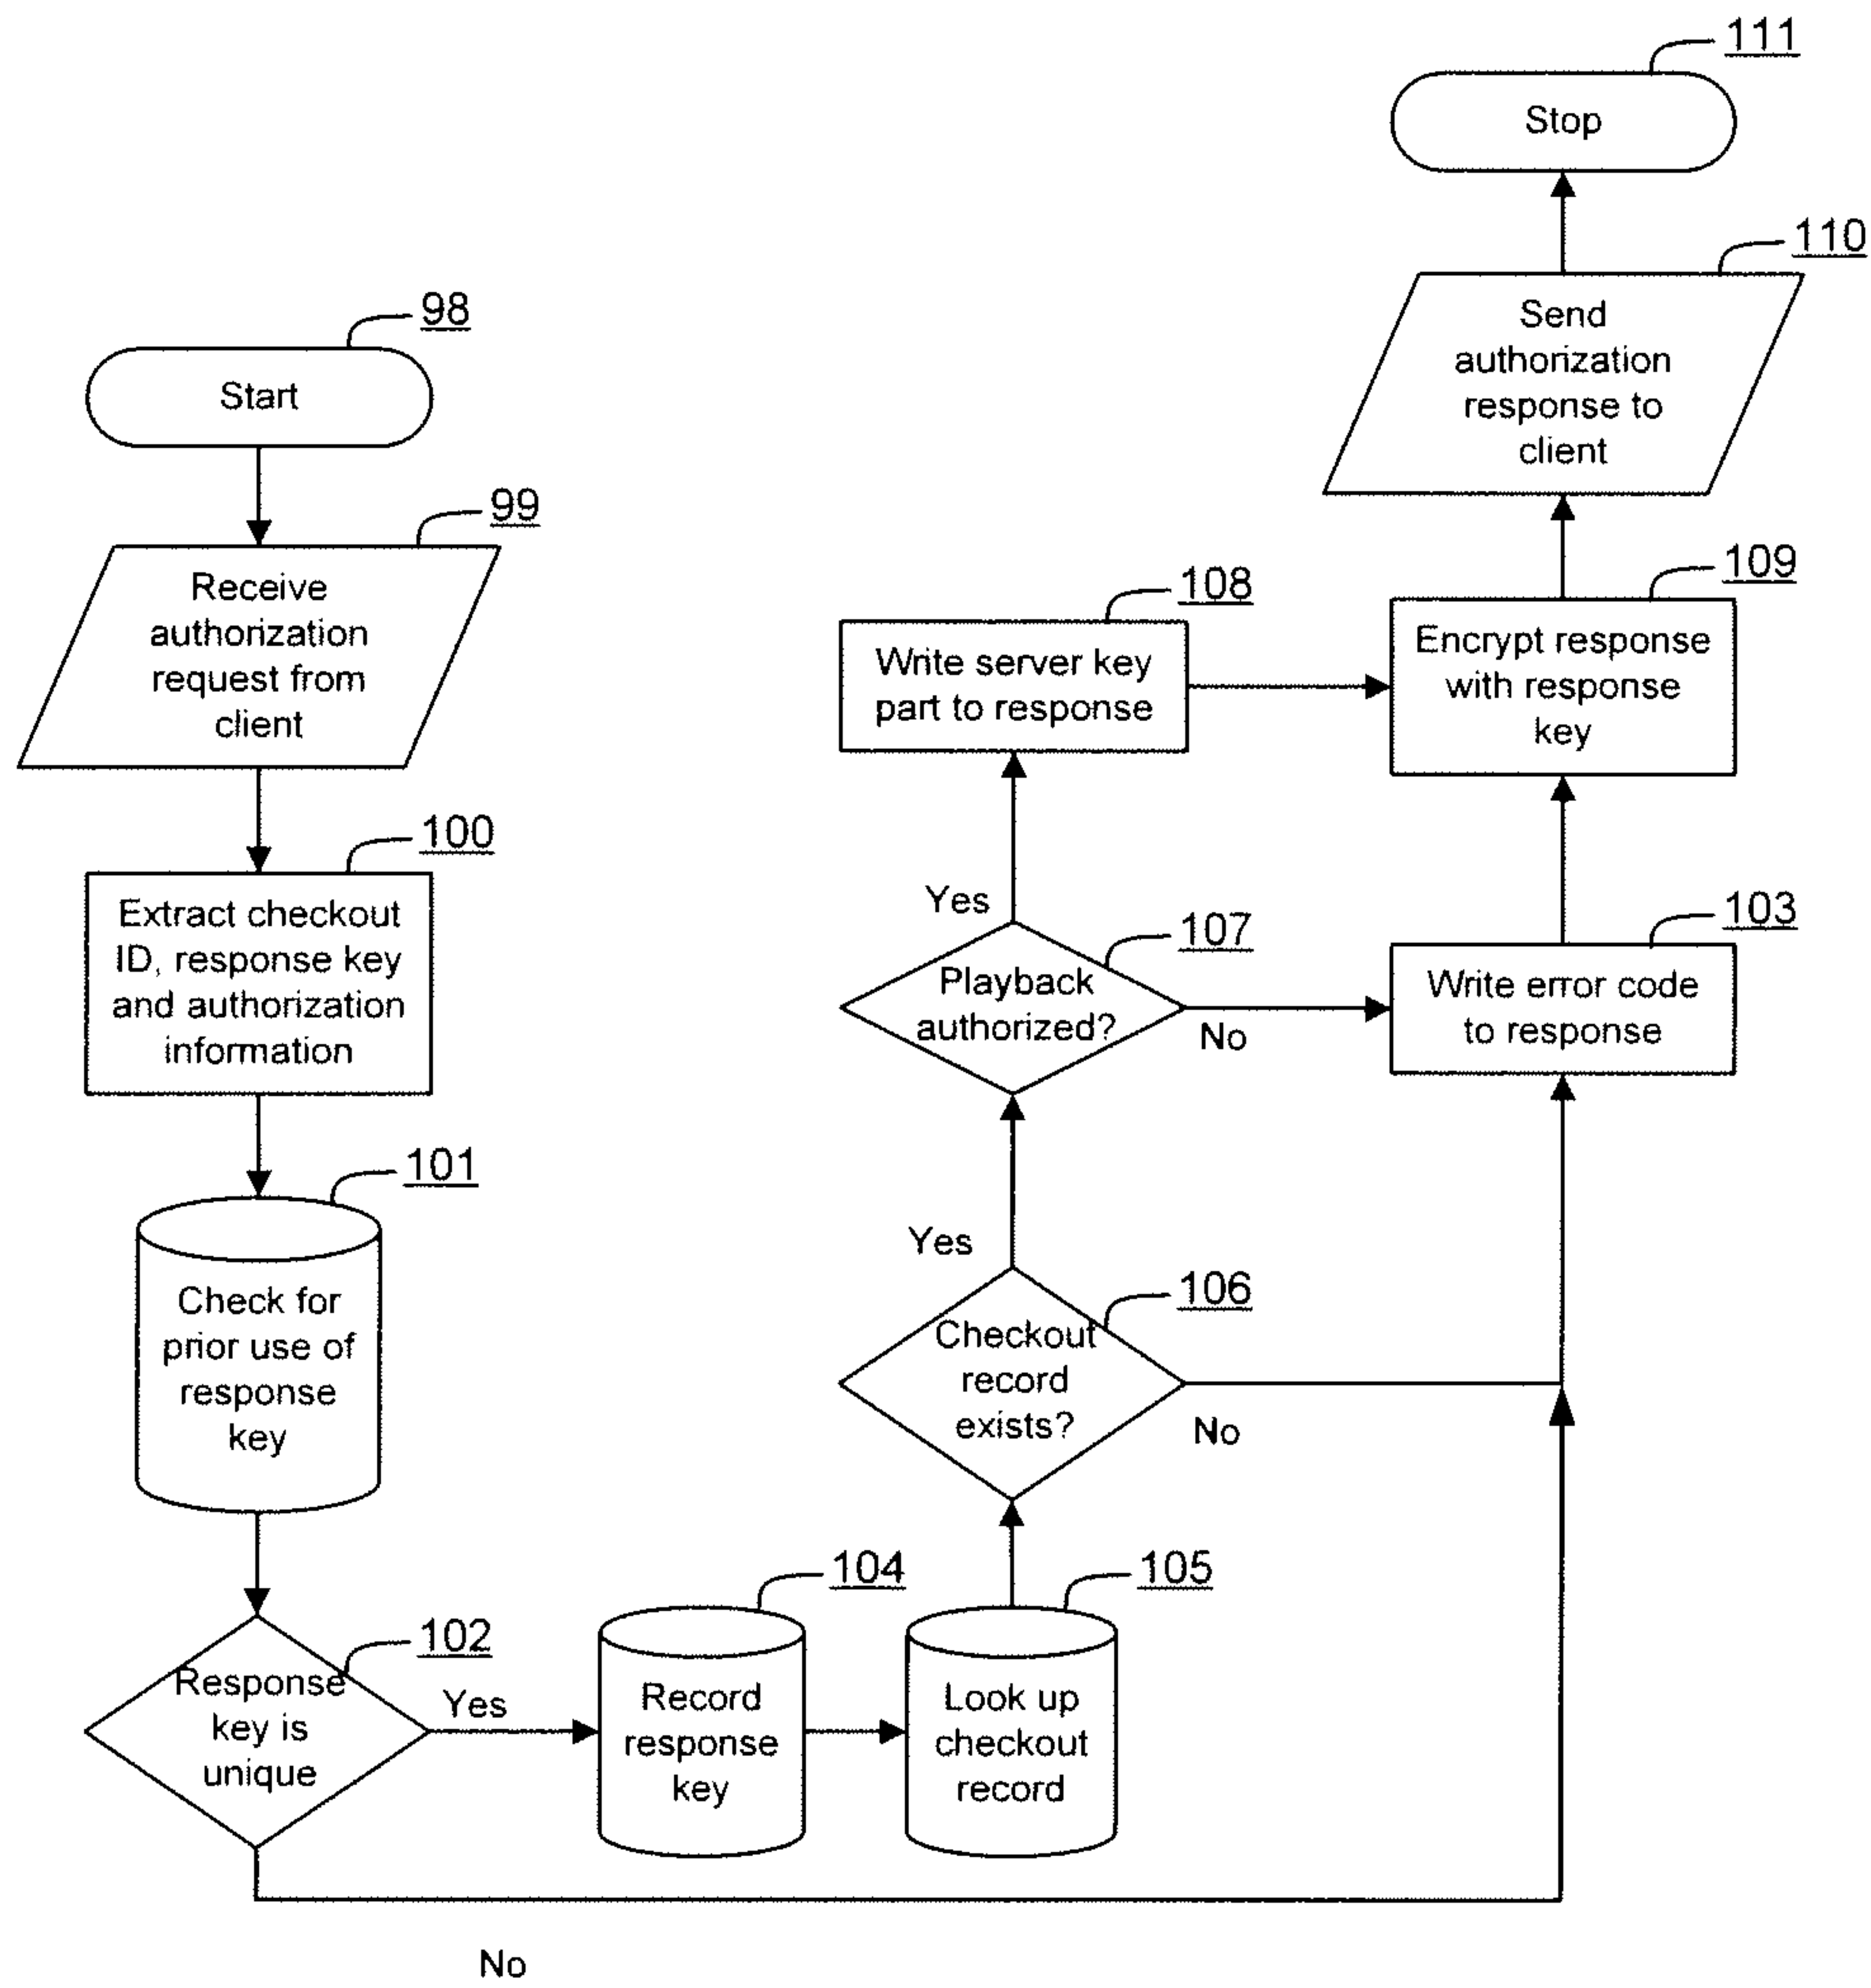 98
Start
99
Receive
authorization
request from
client
100
Extract checkout
ID, response key
and authorization
information
101
Check for
prior use of
response
key
102
Response
key is
unique
Yes
No
104
Record
response
key
105
Look up
checkout
record
106
Checkout
record
exists?
Yes
No
107
Playback
authorized?
Yes
No
108
Write server key
part to response
103
Write error code
to response
109
Encrypt response
with response
key
110
Send
authorization
response to
client
111
Stop